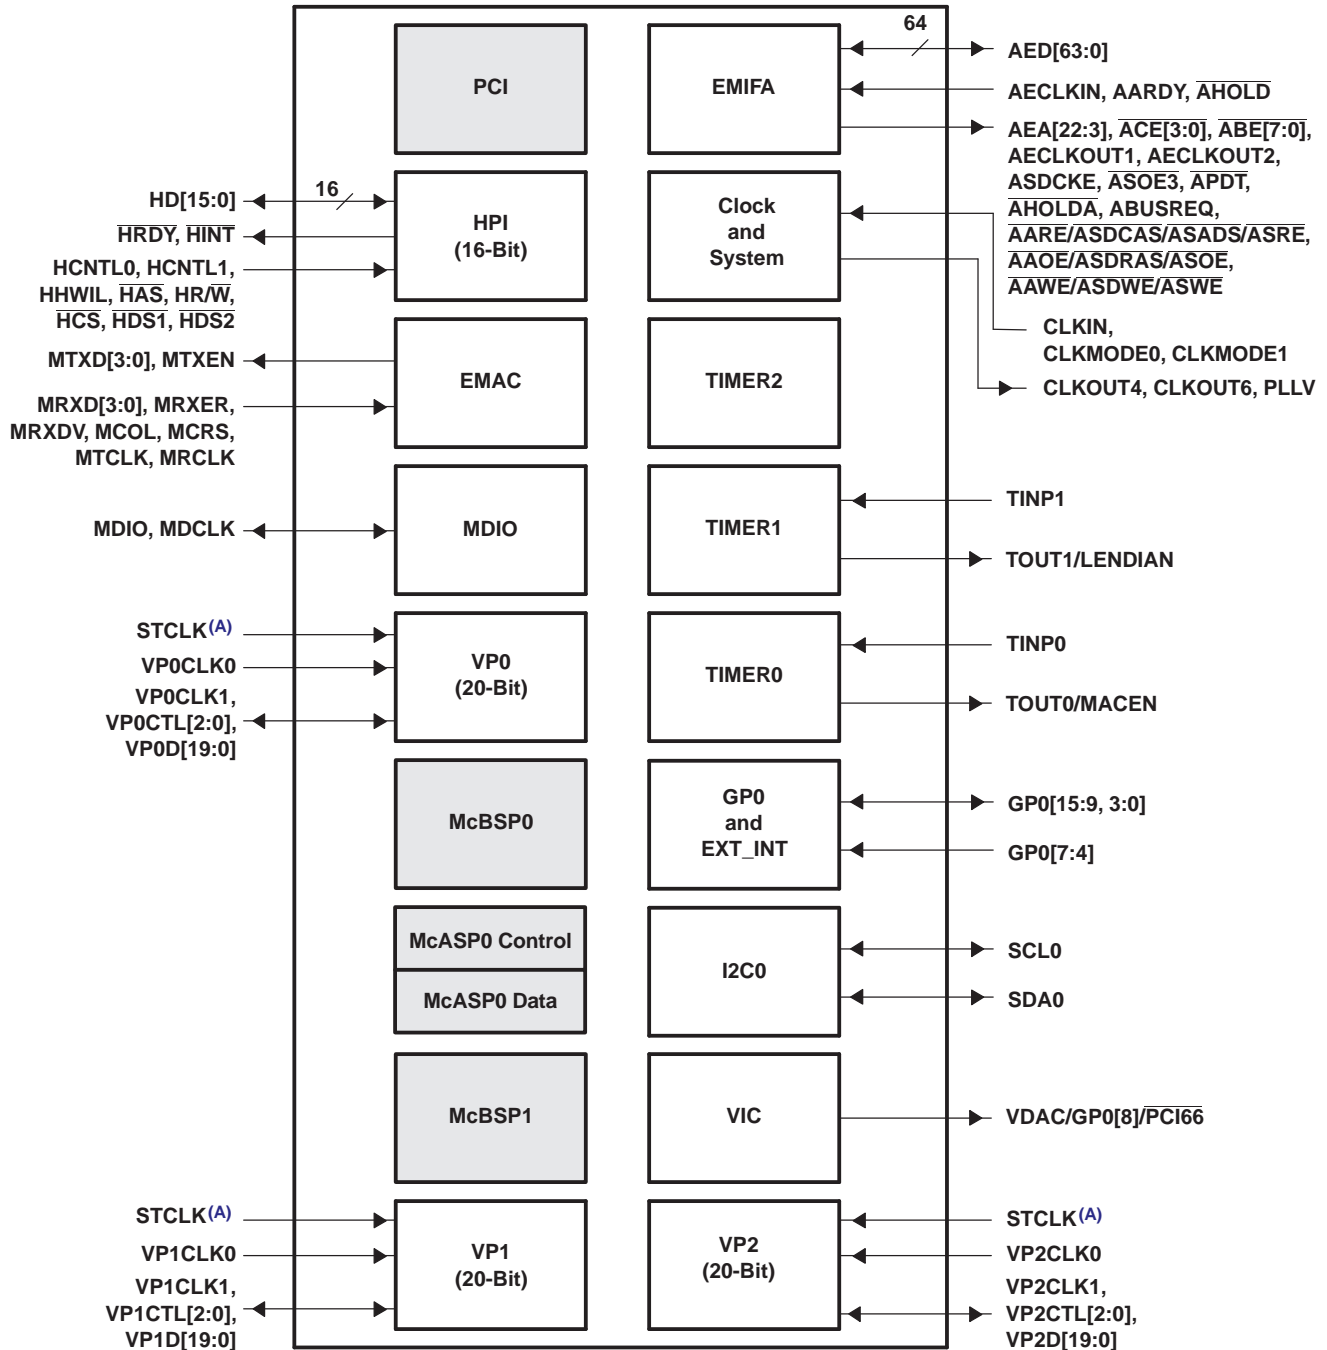 64
PCI
EMIFA
AED[63:0]
AECLKIN, AARDY, AHOLD
AEA[22:3], ACE[3:0], ABE[7:0],
AECLKOUT1, AECLKOUT2,
ASDCKE, ASOE3, APDT,
AHOLDA, ABUSREQ,
AARE/ASDCAS/ASADS/ASRE,
AAOE/ASDRAS/ASOE,
AAWE/ASDWE/ASWE
HD[15:0]
16
HRDY, HINT
HCNTL0, HCNTL1,
HHWIL, HAS, HR/W,
HCS, HDS1, HDS2
HPI
(16-Bit)
Clock
and
System
CLKIN,
CLKMODE0, CLKMODE1
CLKOUT4, CLKOUT6, PLLV
MTXD[3:0], MTXEN
MRXD[3:0], MRXER,
MRXDV, MCOL, MCRS,
MTCLK, MRCLK
EMAC
TIMER2
MDIO, MDCLK
MDIO
TIMER1
TINP1
TOUT1/LENDIAN
STCLK(A)
VP0CLK0
VP0CLK1,
VP0CTL[2:0],
VP0D[19:0]
VP0
(20-Bit)
TIMER0
TINP0
TOUT0/MACEN
McBSP0
GP0
and
EXT_INT
GP0[15:9, 3:0]
GP0[7:4]
McASP0 Control
McASP0 Data
I2C0
SCL0
SDA0
McBSP1
VIC
VDAC/GP0[8]/PCI66
STCLK(A)
VP1CLK0
VP1CLK1,
VP1CTL[2:0],
VP1D[19:0]
VP1
(20-Bit)
VP2
(20-Bit)
STCLK(A)
VP2CLK0
VP2CLK1,
VP2CTL[2:0],
VP2D[19:0]